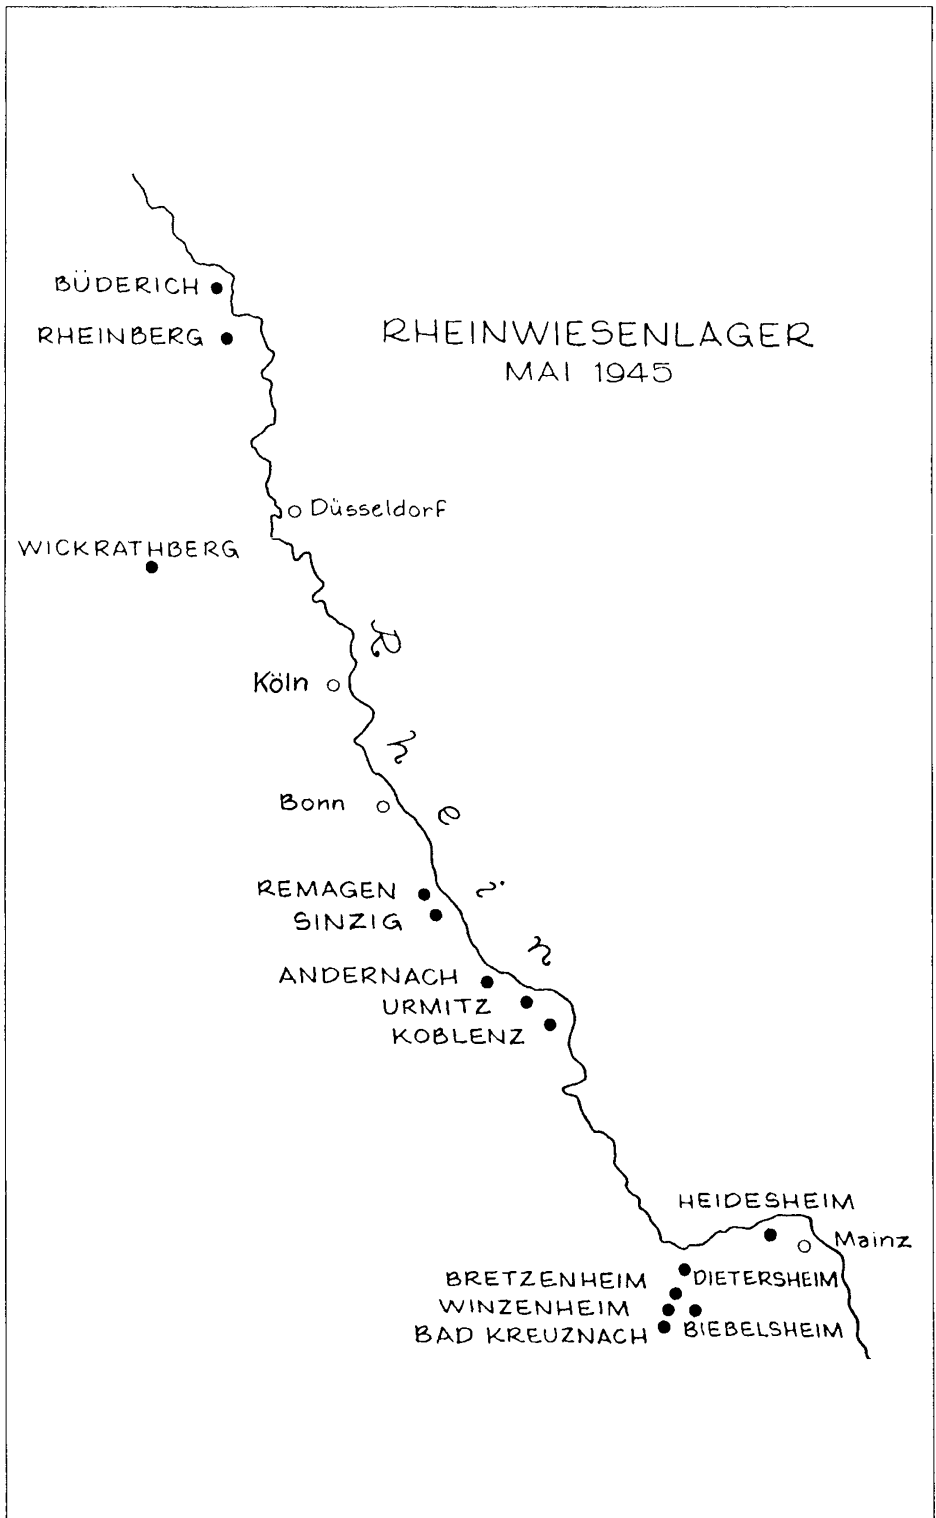 BÜDERICH
RHEINBERG
RHEINWIESENLAGER
MAI 1945
Düsseldorf
WICKRATHBERG
Rhein
Köln
Bonn
REMAGEN
SINZIG
ANDERNACH
URMITZ
KOBLENZ
HEIDESHEIM
Mainz
BRETZENHEIM
DIETERSHEIM
WINZENHEIM
BAD KREUZNACH
BIEBELSHEIM